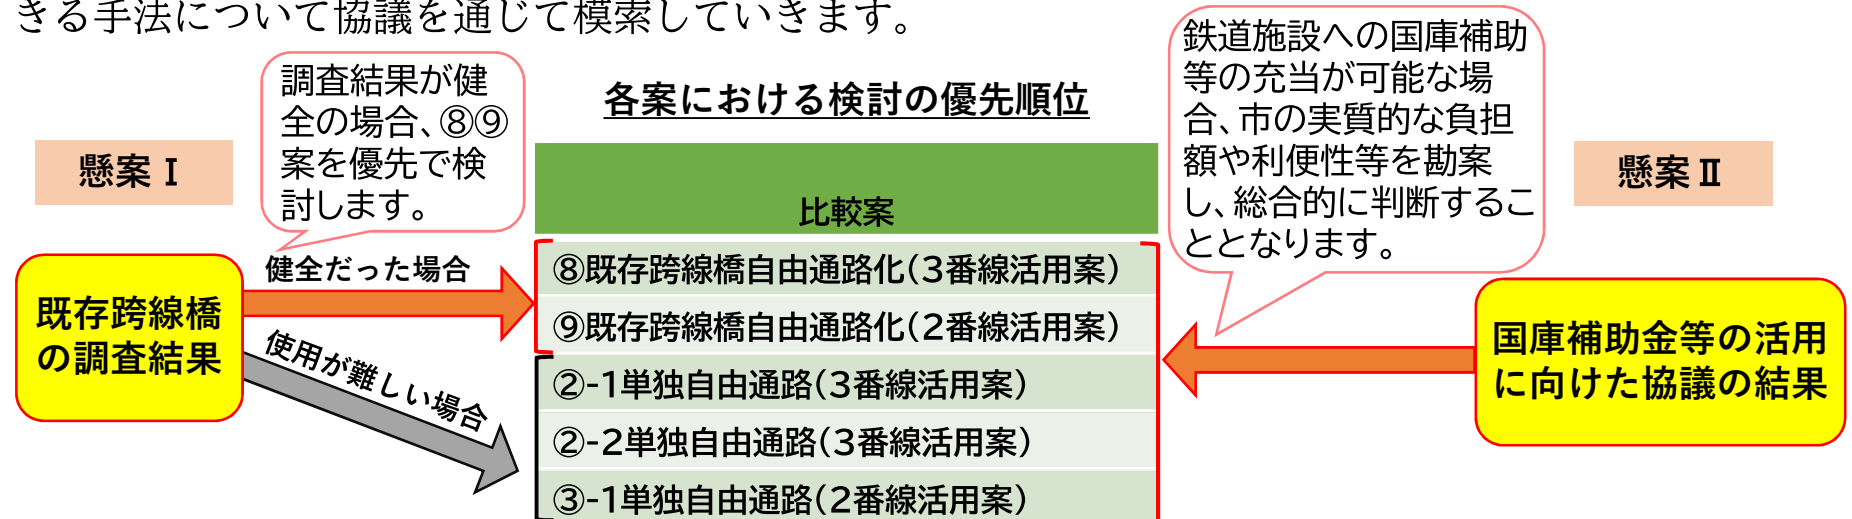 きる手法について協議を通じて模索していきます。
調査結果が健
全の場合、⑧⑨
案を優先で検
討します。
各案における検討の優先順位
鉄道施設への国庫補助
等の充当が可能な場
合、市の実質的な負担
額や利便性等を勘案
し、総合的に判断するこ
ととなります。
懸案Ⅰ
懸案Ⅱ
比較案
健全だった場合
既存跨線橋
の調査結果
使用が難しい場合
⑧既存跨線橋自由通路化(3番線活用案)
⑨既存跨線橋自由通路化(2番線活用案)
②-1単独自由通路(3番線活用案)
②-2単独自由通路(3番線活用案)
③-1単独自由通路(2番線活用案)
国庫補助金等の活用
に向けた協議の結果